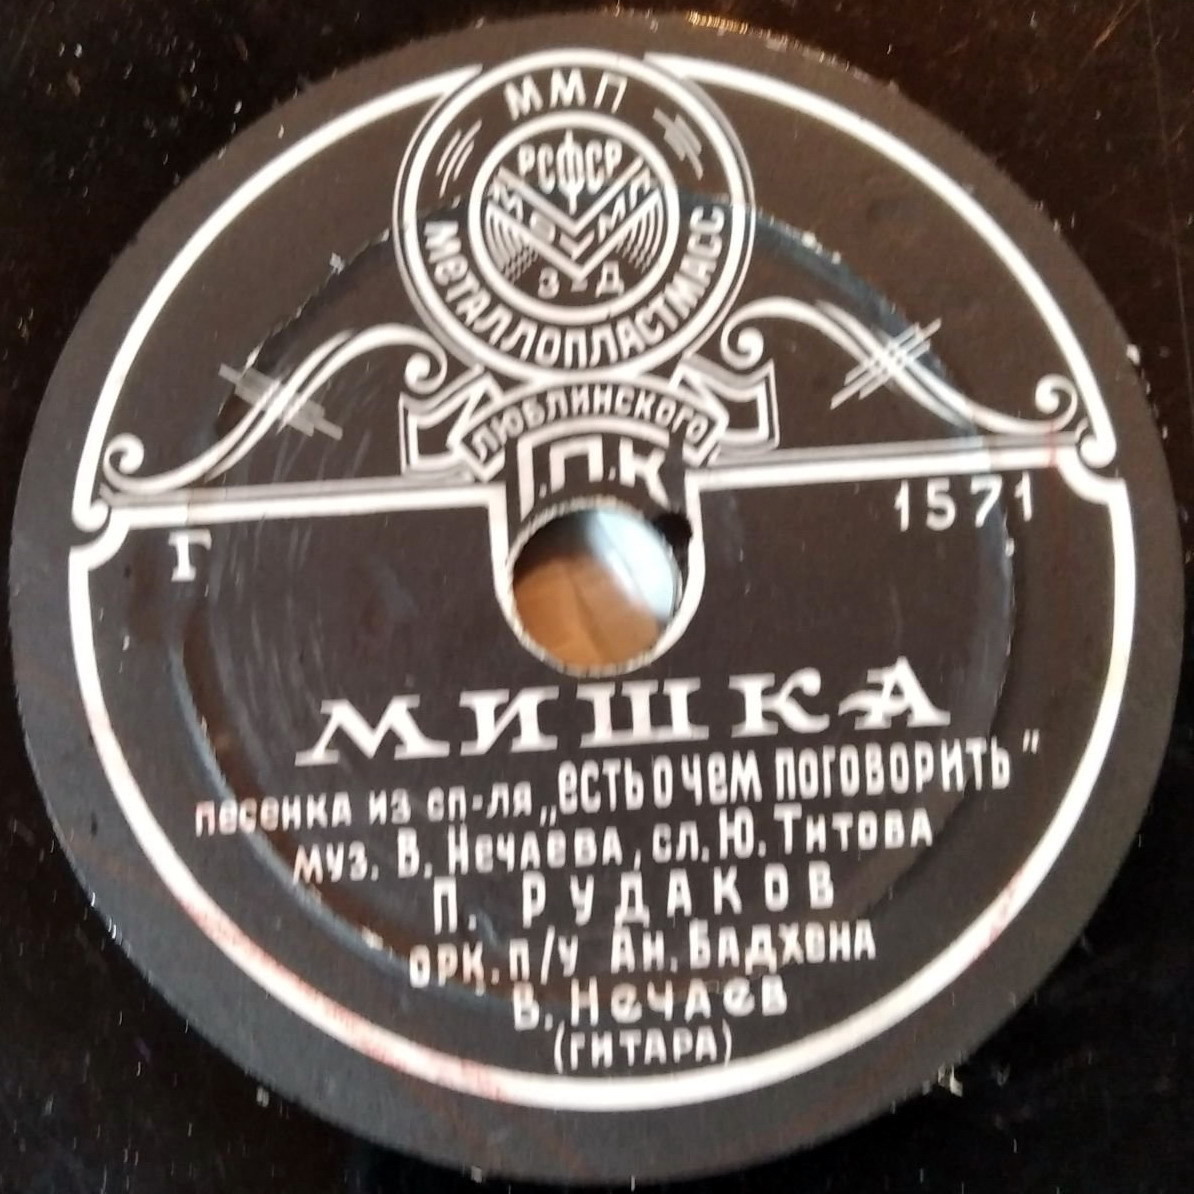 ММП
РСФСР
З-Д
МЕТАЛЛОПЛАСТМАСС
ЛЮБЛИНСКОГО
Г.П.К
Г 1571
МИШКА
песенка из сп-ля „ЕСТЬ О ЧЕМ ПОГОВОРИТЬ"
муз. В. Нечаева, сл. Ю. Титова
П. РУДАКОВ
орк. п/у Ан. Бадхена
В. Нечаев
(ГИТАРА)